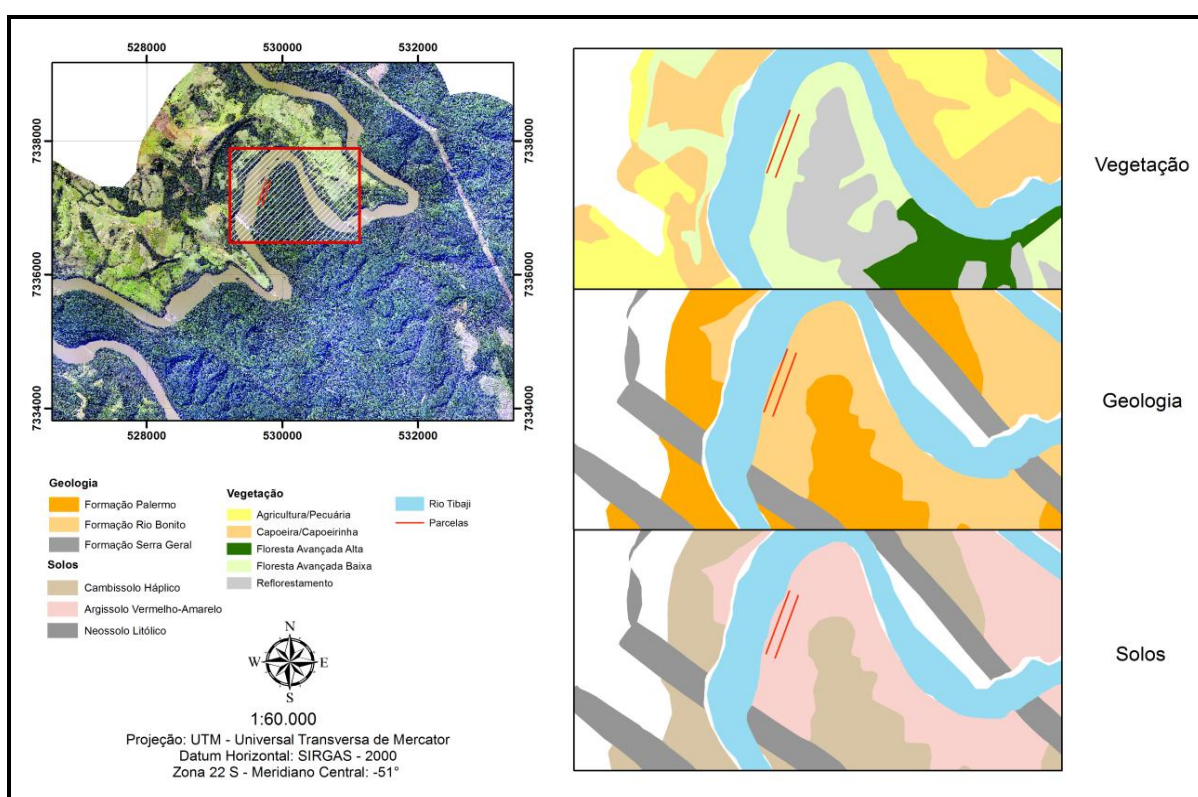 528000 530000 532000
7338000
7336000
7334000
7338000
7336000
7334000
528000 530000 532000
Vegetação
Geologia
Solos
Geologia
Formação Palermo
Formação Rio Bonito
Formação Serra Geral
Solos
Cambissolo Háplico
Argissolo Vermelho-Amarelo
Neossolo Litólico
Vegetação
Agricultura/Pecuária
Capoeira/Capoeirinha
Floresta Avançada Alta
Floresta Avançada Baixa
Reflorestamento
Rio Tibaji
Parcelas
N
W E
S
1:60.000
Projeção: UTM - Universal Transversa de Mercator
Datum Horizontal: SIRGAS - 2000
Zona 22 S - Meridiano Central: -51°